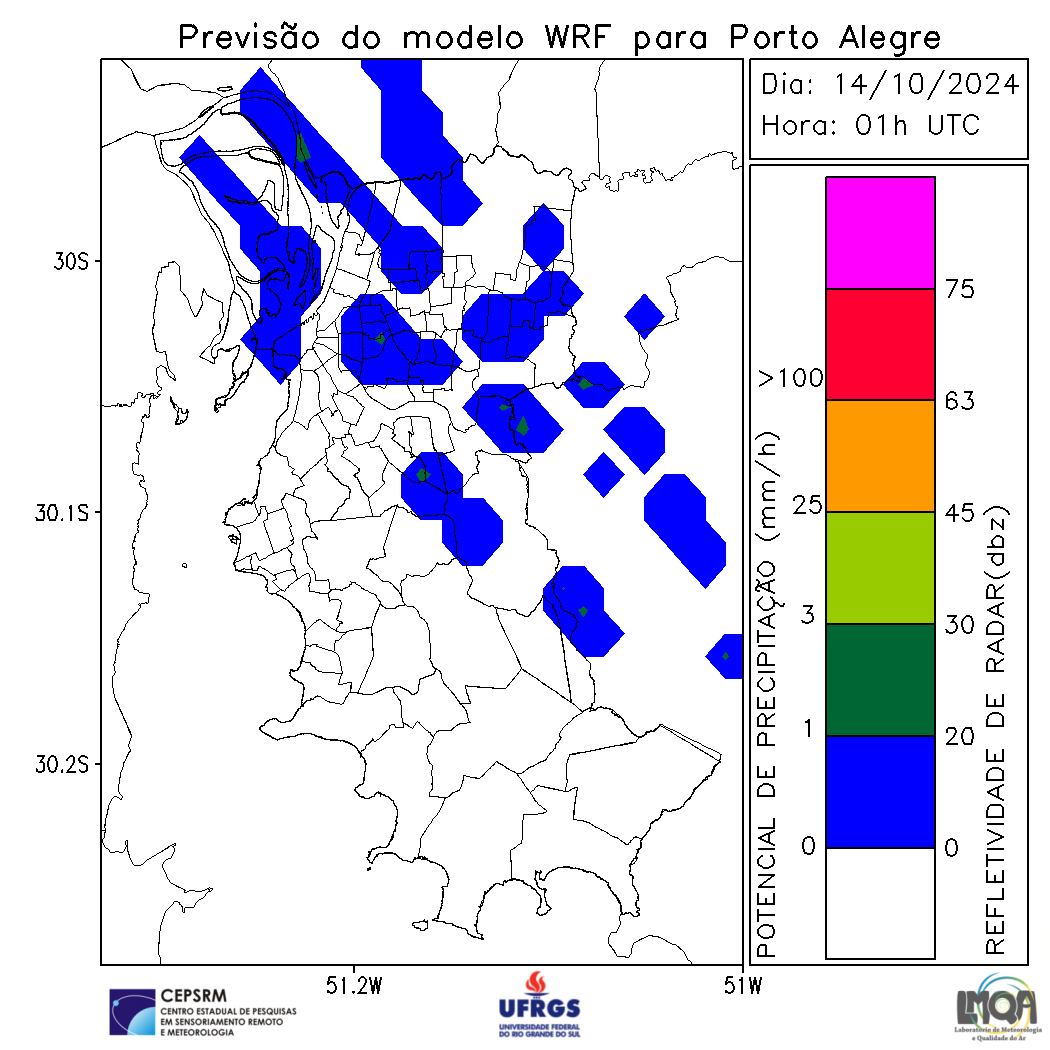 Previsão do modelo WRF para Porto Alegre
Dia: 14/10/2024
Hora: 01h UTC
30S
30.1S
30.2S
51.2W
51W
POTENCIAL DE PRECIPITAÇÃO (mm/h)
>100
25
3
1
0
75
63
45
30
20
0
REFLETIVIDADE DE RADAR(dbz)
CEPSRM
CENTRO ESTADUAL DE PESQUISAS
EM SENSORIAMENTO REMOTO
E METEOROLOGIA
UFRGS
UNIVERSIDADE FEDERAL
DO RIO GRANDE DO SUL
LMQA
Laboratório de Meteorologia
e Qualidade do Ar